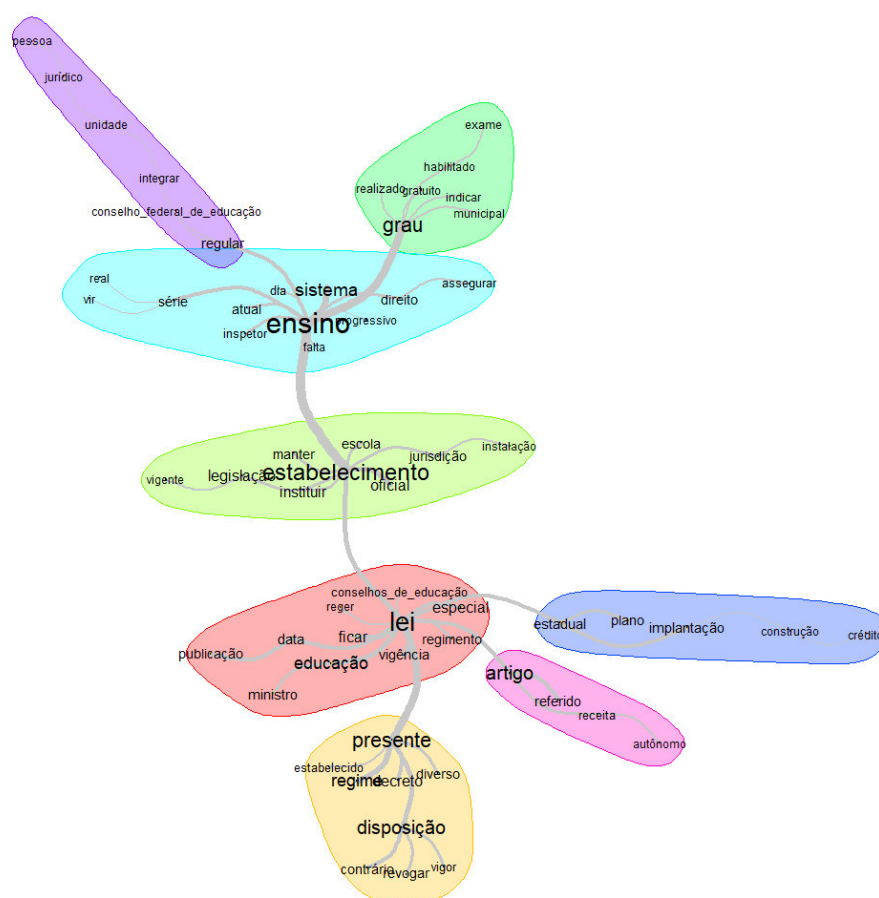 pessoa
jurídico
unidade
integrar
conselho_federal_de_educação
regular
exame
habilitado
realizado
gratuito
indicar
municipal
grau
real
vir
série
dia
sistema
atual
direito
assegurar
ensino
progressivo
inspetor
falta
escola
manter
jurisdição
instalação
estabelecimento
legislação
vigente
instituir
oficial
conselhos_de_educação
reger
especial
lei
ficar
regimento
data
publicação
educação
vigência
ministro
estadual
plano
implantação
construção
crédito
artigo
referido
receita
autônomo
presente
estabelecido
regime
decreto
diverso
disposição
contrário
revogar
vigor